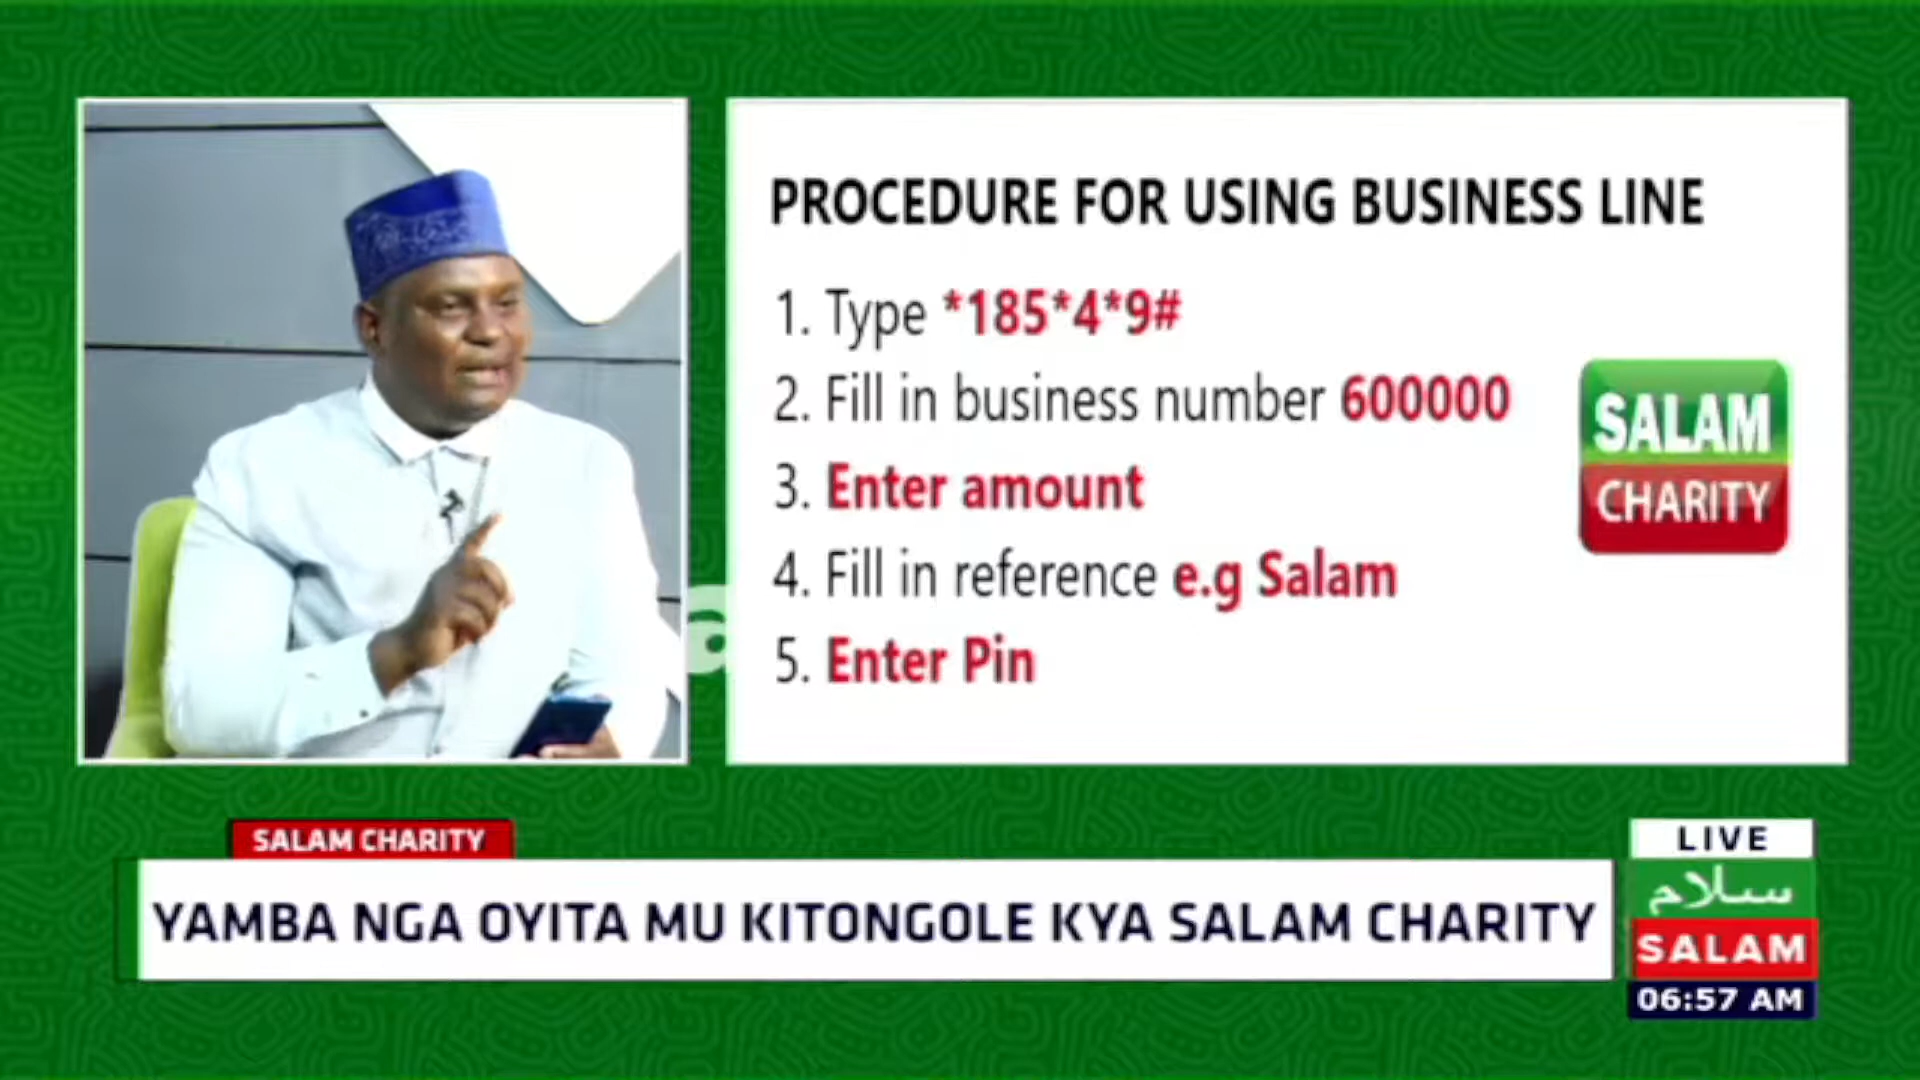 PROCEDURE FOR USING BUSINESS LINE
1. Type *185*4*9#
2. Fill in business number 600000
3. Enter amount
4. Fill in reference e.g Salam
5. Enter Pin
SALAM
CHARITY
SALAM CHARITY
YAMBA NGA OYITA MU KITONGOLE KYA SALAM CHARITY
LIVE
سلام
SALAM
06:57 AM